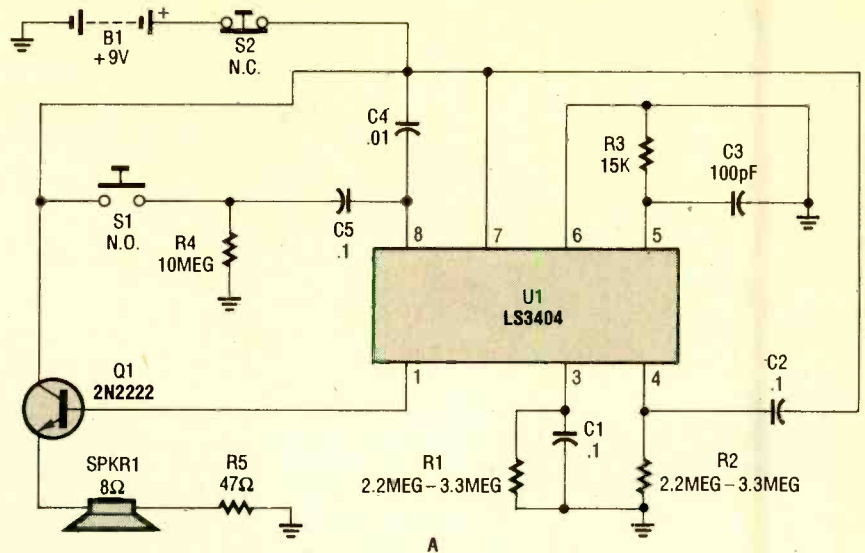 B1
+9V
+
S2
N.C.
C4
.01
R3
15K
C3
100pF
S1
N.O.
R4
10MEG
C5
.1
8
7
6
5
U1
LS3404
Q1
2N2222
1
3
4
C2
.1
C1
.1
R1
2.2MEG–3.3MEG
R2
2.2MEG–3.3MEG
SPKR1
8Ω
R5
47Ω
A